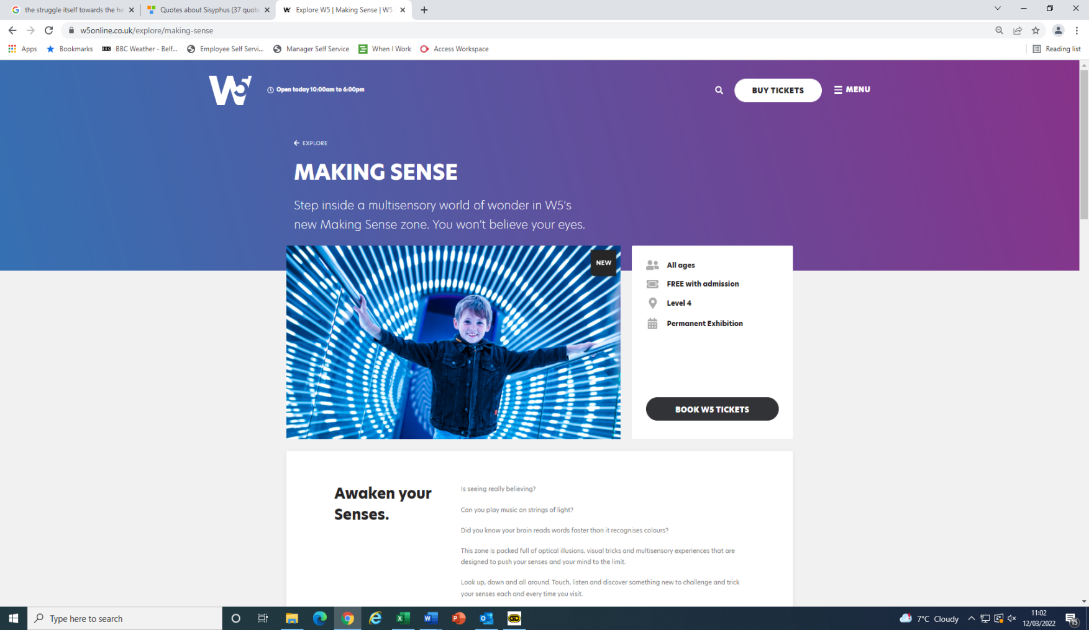 the struggle itself towards the he
Quotes about Sisyphus (37 quot
Explore W5 | Making Sense | W5
w5online.co.uk/explore/making-sense
Apps Bookmarks BBC Weather - Belf... Employee Self Servi... Manager Self Service When I Work Access Workspace Reading list
W5 Open today 10:00am to 6:00pm BUY TICKETS MENU
EXPLORE
MAKING SENSE
Step inside a multisensory world of wonder in W5's
new Making Sense zone. You won't believe your eyes.
NEW
All ages
FREE with admission
Level 4
Permanent Exhibition
BOOK W5 TICKETS
Awaken your
Senses.
Is seeing really believing?
Can you play music on strings of light?
Did you know your brain reads words faster than it recognises colours?
This zone is packed full of optical illusions, visual tricks and multisensory experiences that are
designed to push your senses and your mind to the limit.
Look up, down and all around. Touch, listen and discover something new to challenge and trick
your senses each and every time you visit.
Type here to search
7°C Cloudy
11:02
12/03/2022